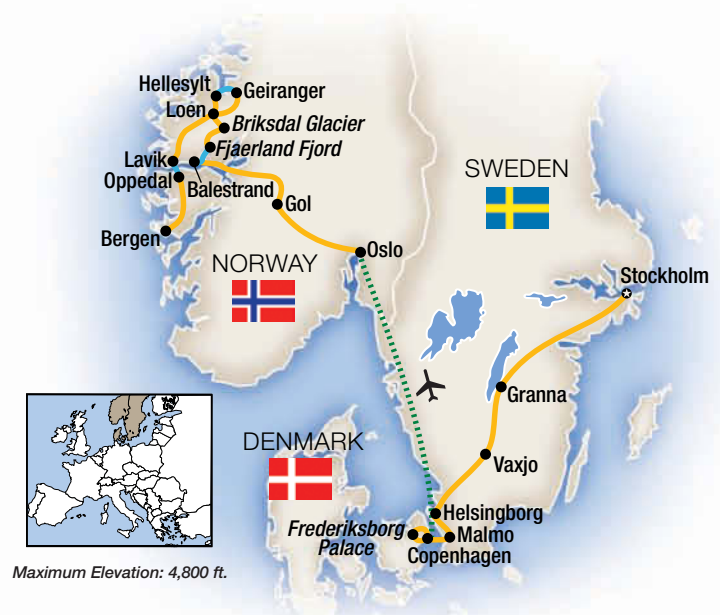 Hellesylt
Geiranger
Loen
Briksdal Glacier
Fjaerland Fjord
Lavik
SWEDEN
Oppedal
Balestrand
Gol
Bergen
Oslo
NORWAY
Stockholm
Granna
DENMARK
Vaxjo
Helsingborg
Frederiksborg
Palace
Malmo
Copenhagen
Maximum Elevation: 4,800 ft.